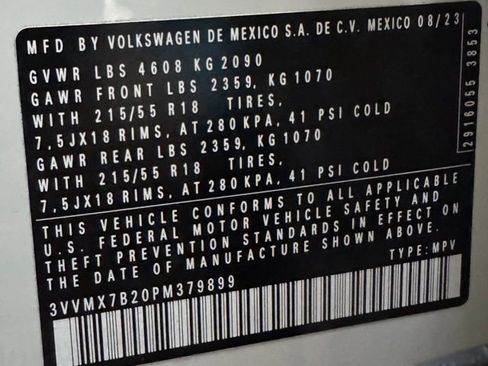 MFD BY VOLKSWAGEN DE MEXICO S.A. DE C.V. MEXICO 08/23
GVWR LBS 4608 KG 2090
GAWR FRONT LBS 2359, KG 1070
WITH 215/55 R18 TIRES,
7,5JX18 RIMS, AT 280 KPA, 41 PSI COLD
GAWR REAR LBS 2359, KG 1070
WITH 215/55 R18 TIRES,
7,5JX18 RIMS, AT 280 KPA, 41 PSI COLD
2916055 3853
THIS VEHICLE CONFORMS TO ALL APPLICABLE
U.S. FEDERAL MOTOR VEHICLE SAFETY AND
THEFT PREVENTION STANDARDS IN EFFECT ON
THE DATE OF MANUFACTURE SHOWN ABOVE.
3VVMX7B20PM379899 TYPE: MPV